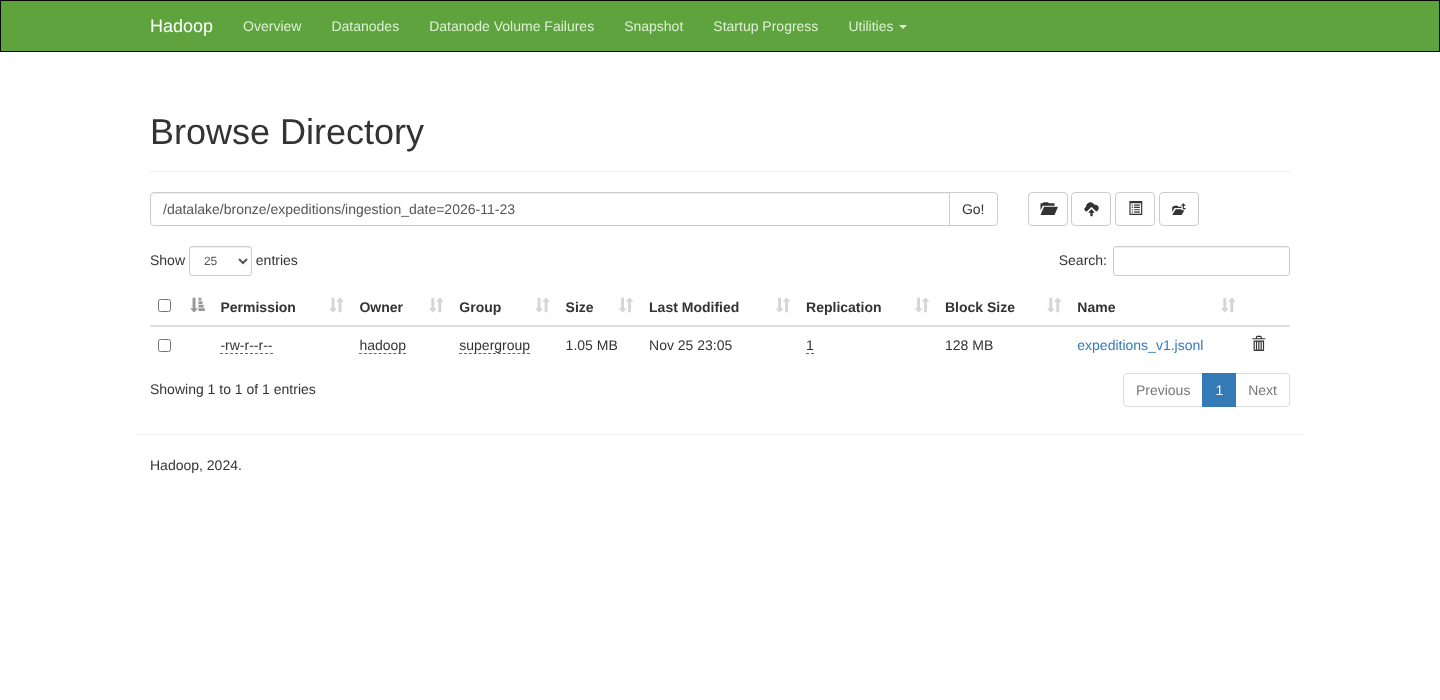 Hadoop Overview Datanodes Datanode Volume Failures Snapshot Startup Progress Utilities
Browse Directory
/datalake/bronze/expeditions/ingestion_date=2026-11-23 Go!
Show 25 entries Search:
Permission Owner Group Size Last Modified Replication Block Size Name
-rw-r--r-- hadoop supergroup 1.05 MB Nov 25 23:05 1 128 MB expeditions_v1.jsonl
Showing 1 to 1 of 1 entries Previous 1 Next
Hadoop, 2024.